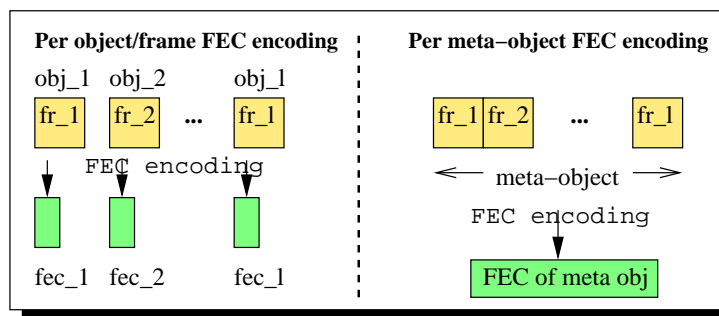 Per object/frame FEC encoding
obj_1 obj_2 obj_l
fr_1 fr_2 ... fr_l
FEC encoding
fec_1 fec_2 fec_l
Per meta−object FEC encoding
fr_1 fr_2 ... fr_l
meta−object
FEC encoding
FEC of meta obj